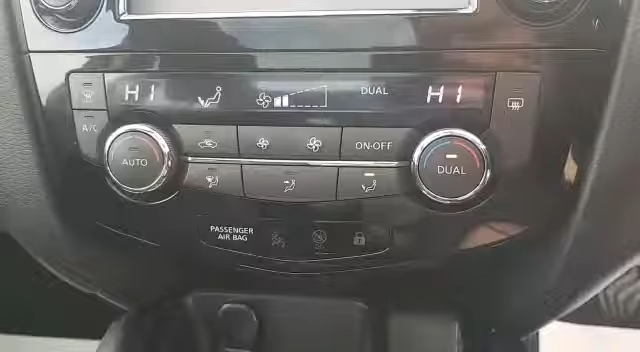 HI DUAL HI
A/C
AUTO
ON·OFF
DUAL
PASSENGER
AIR BAG